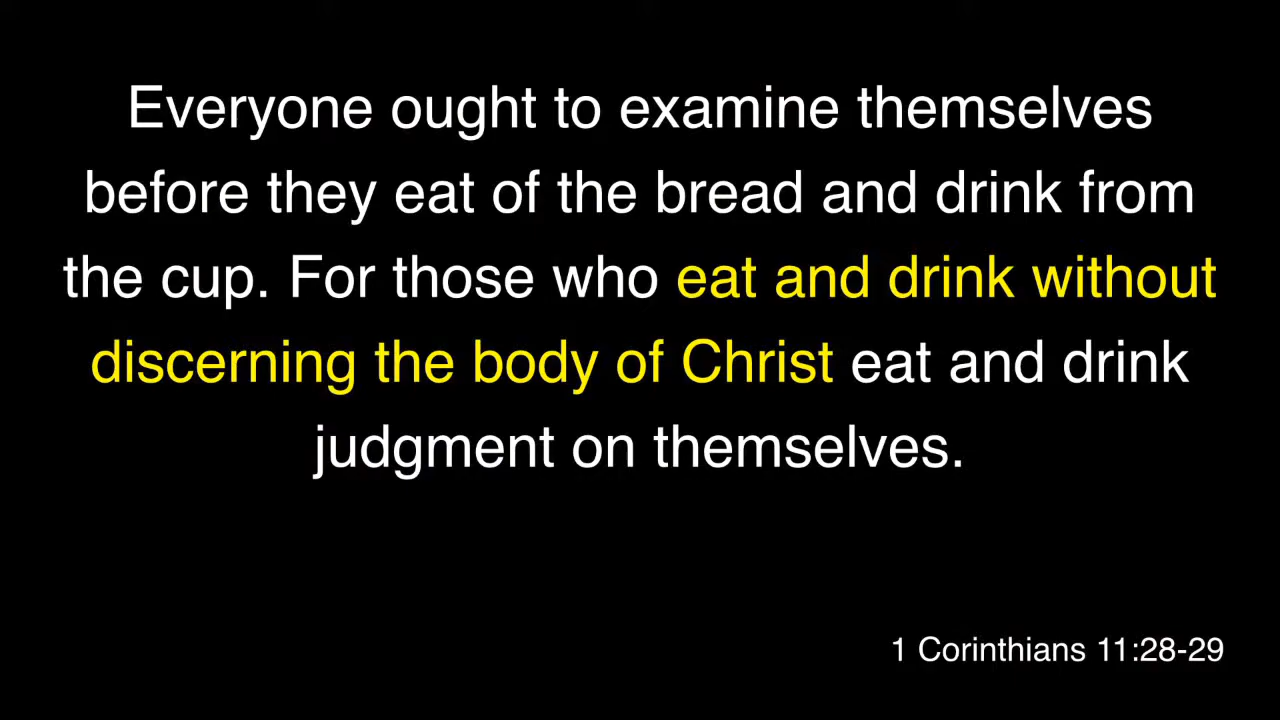 Everyone ought to examine themselves
before they eat of the bread and drink from
the cup. For those who eat and drink without
discerning the body of Christ eat and drink
judgment on themselves.
1 Corinthians 11:28-29